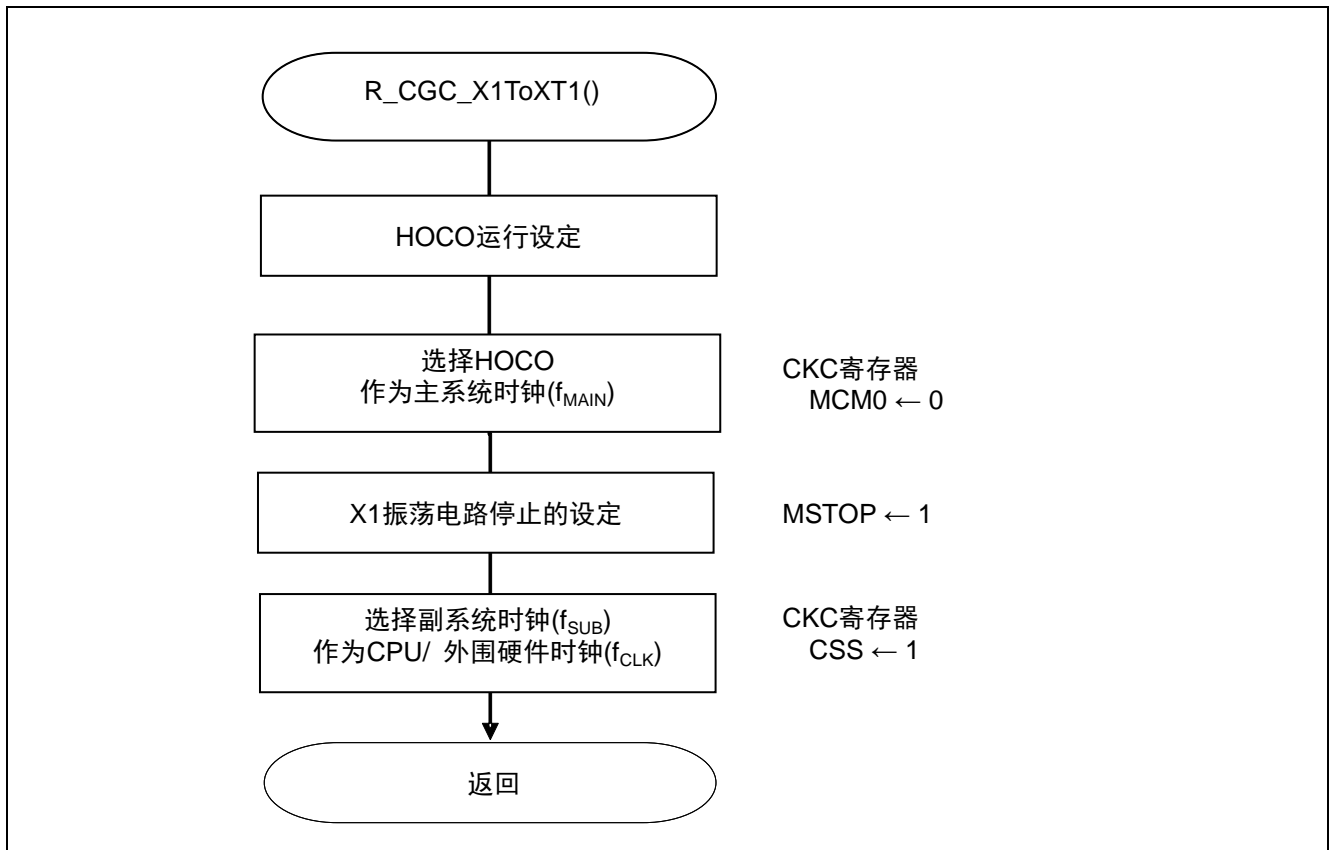 R_CGC_X1ToXT1()
HOCO运行设定
选择HOCO
作为主系统时钟(fMAIN)
CKC寄存器
MCM0 ← 0
X1振荡电路停止的设定
MSTOP ← 1
选择副系统时钟(fSUB)
作为CPU/ 外围硬件时钟(fCLK)
CKC寄存器
CSS ← 1
返回